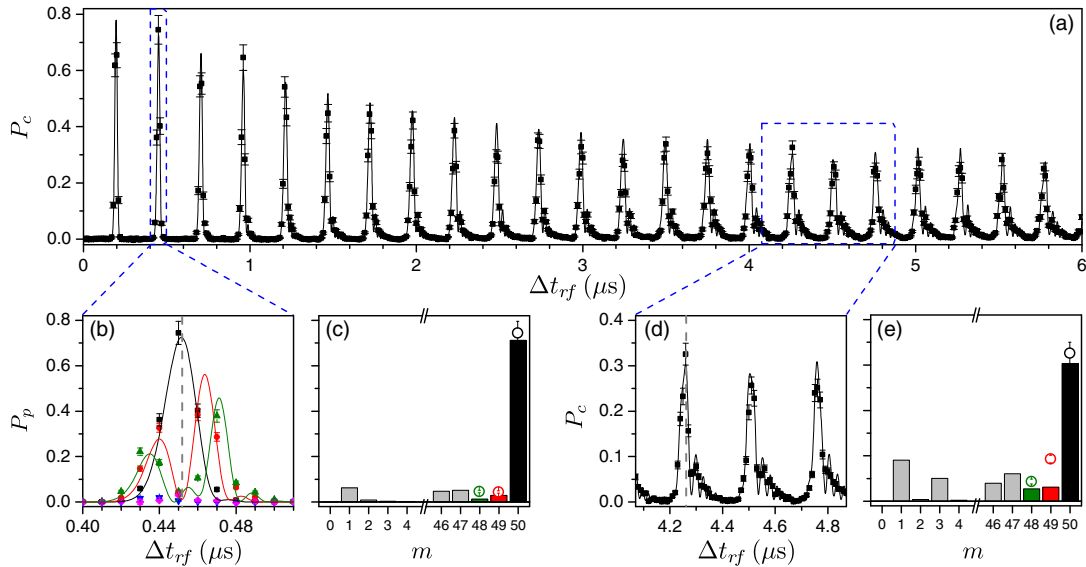 (a)
P_c
0.8
0.6
0.4
0.2
0.0
0 1 2 3 4 5 6
Δt_rf (μs)
(b)
P_p
0.8
0.6
0.4
0.2
0.0
0.40 0.44 0.48
Δt_rf (μs)
(c)
0 1 2 3 4 46 47 48 49 50
m
(d)
P_c
0.4
0.3
0.2
0.1
0.0
4.2 4.4 4.6 4.8
Δt_rf (μs)
(e)
0 1 2 3 4 46 47 48 49 50
m